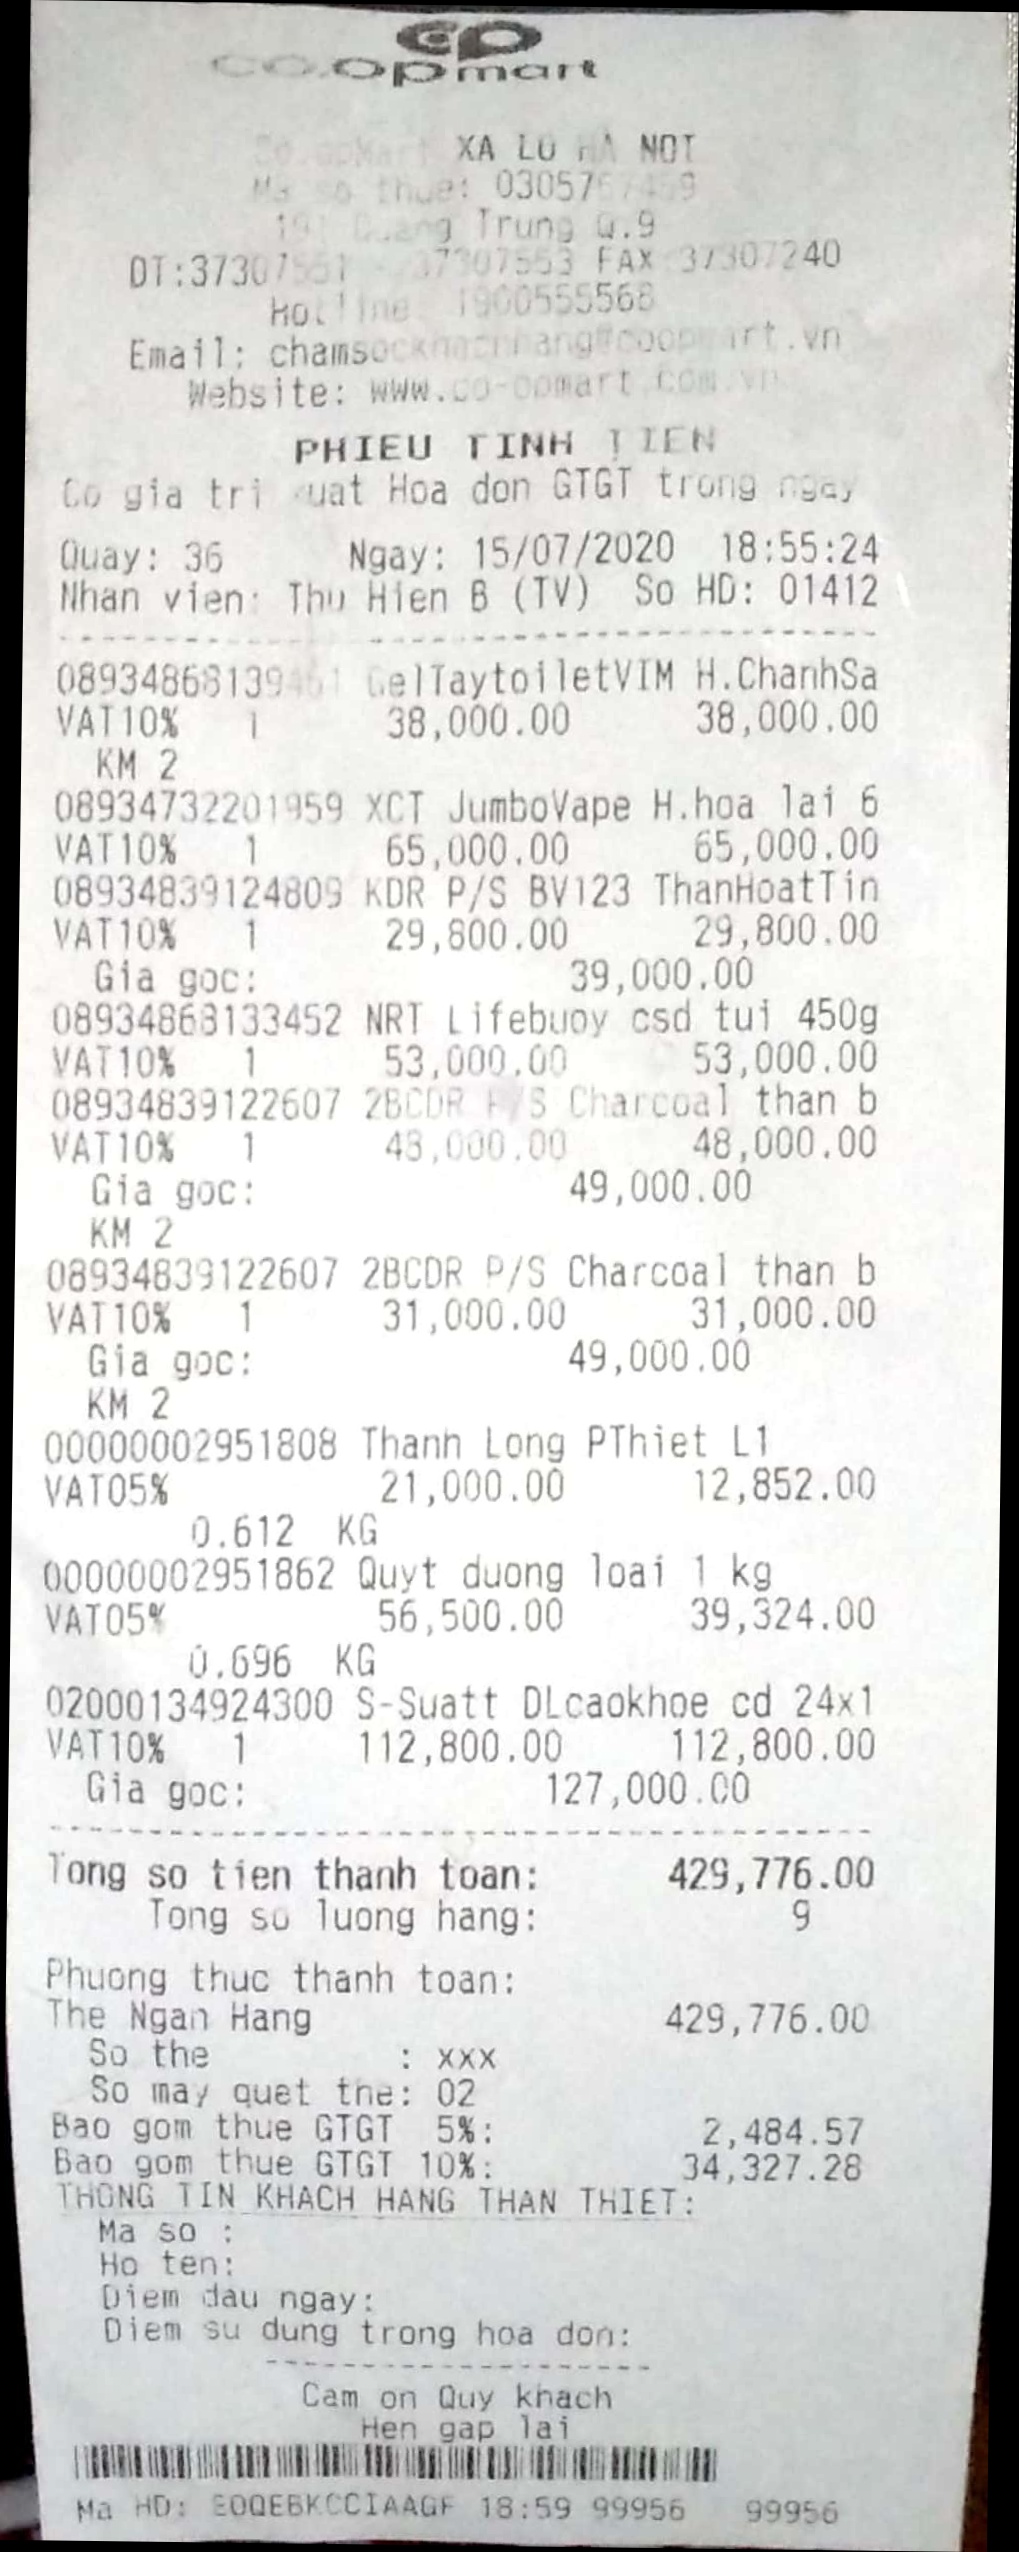 co.opmart
Co.opMart XA LO HA NOI
Ma so thue: 0305767459
191 Quang Trung Q.9
DT:37307551 - 37307553 FAX 37307240
Hotline 1900555568
Email: chamsockhachhang@coopmart.vn
Website: www.co-opmart.com.vn
PHIEU TINH TIEN
Co gia tri xuat Hoa don GTGT trong ngay
Quay: 36 Ngay: 15/07/2020 18:55:24
Nhan vien: Thu Hien B (TV) So HD: 01412
08934868139461 GelTaytoiletVIM H.ChanhSa
VAT10% 1 38,000.00 38,000.00
KM 2
08934732201959 XCT JumboVape H.hoa lai 6
VAT10% 1 65,000.00 65,000.00
08934839124809 KDR P/S BV123 ThanHoatTin
VAT10% 1 29,800.00 29,800.00
Gia goc: 39,000.00
08934868133452 NRT Lifebuoy csd tui 450g
VAT10% 1 53,000.00 53,000.00
08934839122607 2BCDR P/S Charcoal than b
VAT10% 1 48,000.00 48,000.00
Gia goc: 49,000.00
KM 2
08934839122607 2BCDR P/S Charcoal than b
VAT10% 1 31,000.00 31,000.00
Gia goc: 49,000.00
KM 2
00000002951808 Thanh Long PThiet L1
VAT05% 21,000.00 12,852.00
0.612 KG
00000002951862 Quyt duong loai 1 kg
VAT05% 56,500.00 39,324.00
0.696 KG
02000134924300 S-Suatt DLcaokhoe cd 24x1
VAT10% 1 112,800.00 112,800.00
Gia goc: 127,000.00
Tong so tien thanh toan: 429,776.00
Tong so luong hang: 9
Phuong thuc thanh toan:
The Ngan Hang 429,776.00
So the : xxx
So may quet the: 02
Bao gom thue GTGT 5%: 2,484.57
Bao gom thue GTGT 10%: 34,327.28
THONG TIN KHACH HANG THAN THIET:
Ma so :
Ho ten:
Diem dau ngay:
Diem su dung trong hoa don:
Cam on Quy khach
Hen gap lai
Ma HD: 18:59 99956 99956